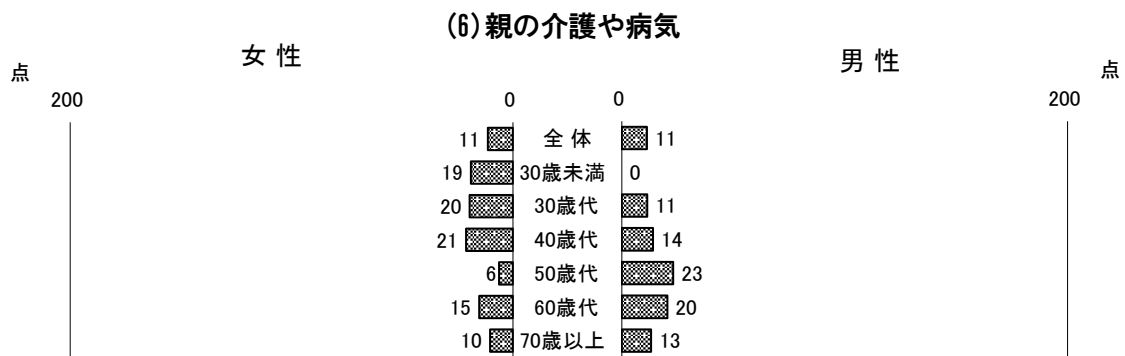 (6)親の介護や病気
女 性 男 性
点 点
200 0 0 200
11 全 体 11
19 30歳未満 0
20 30歳代 11
21 40歳代 14
6 50歳代 23
15 60歳代 20
10 70歳以上 13